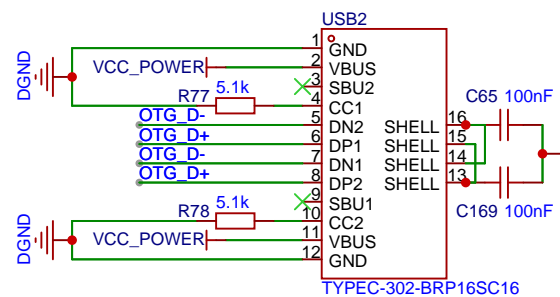 USB2
1 GND
VCC_POWER 2 VBUS
3 SBU2
R77 5.1k 4 CC1
OTG_D- 5 DN2 SHELL 16
OTG_D+ 6 DP1 SHELL 15
OTG_D- 7 DN1 SHELL 14
OTG_D+ 8 DP2 SHELL 13
9 SBU1
R78 5.1k 10 CC2
VCC_POWER 11 VBUS
12 GND
TYPEC-302-BRP16SC16
DGND
DGND
C65 100nF
C169 100nF